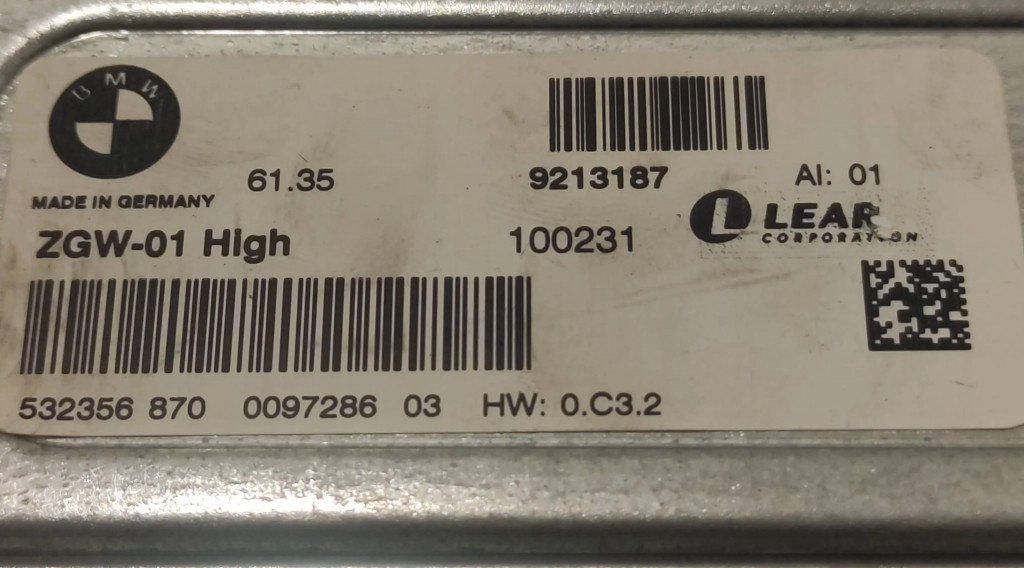 BMW
MADE IN GERMANY
61.35
9213187
AI: 01
ZGW-01 High
100231
LEAR
CORPORATION
532356 870 0097286 03 HW: 0.C3.2